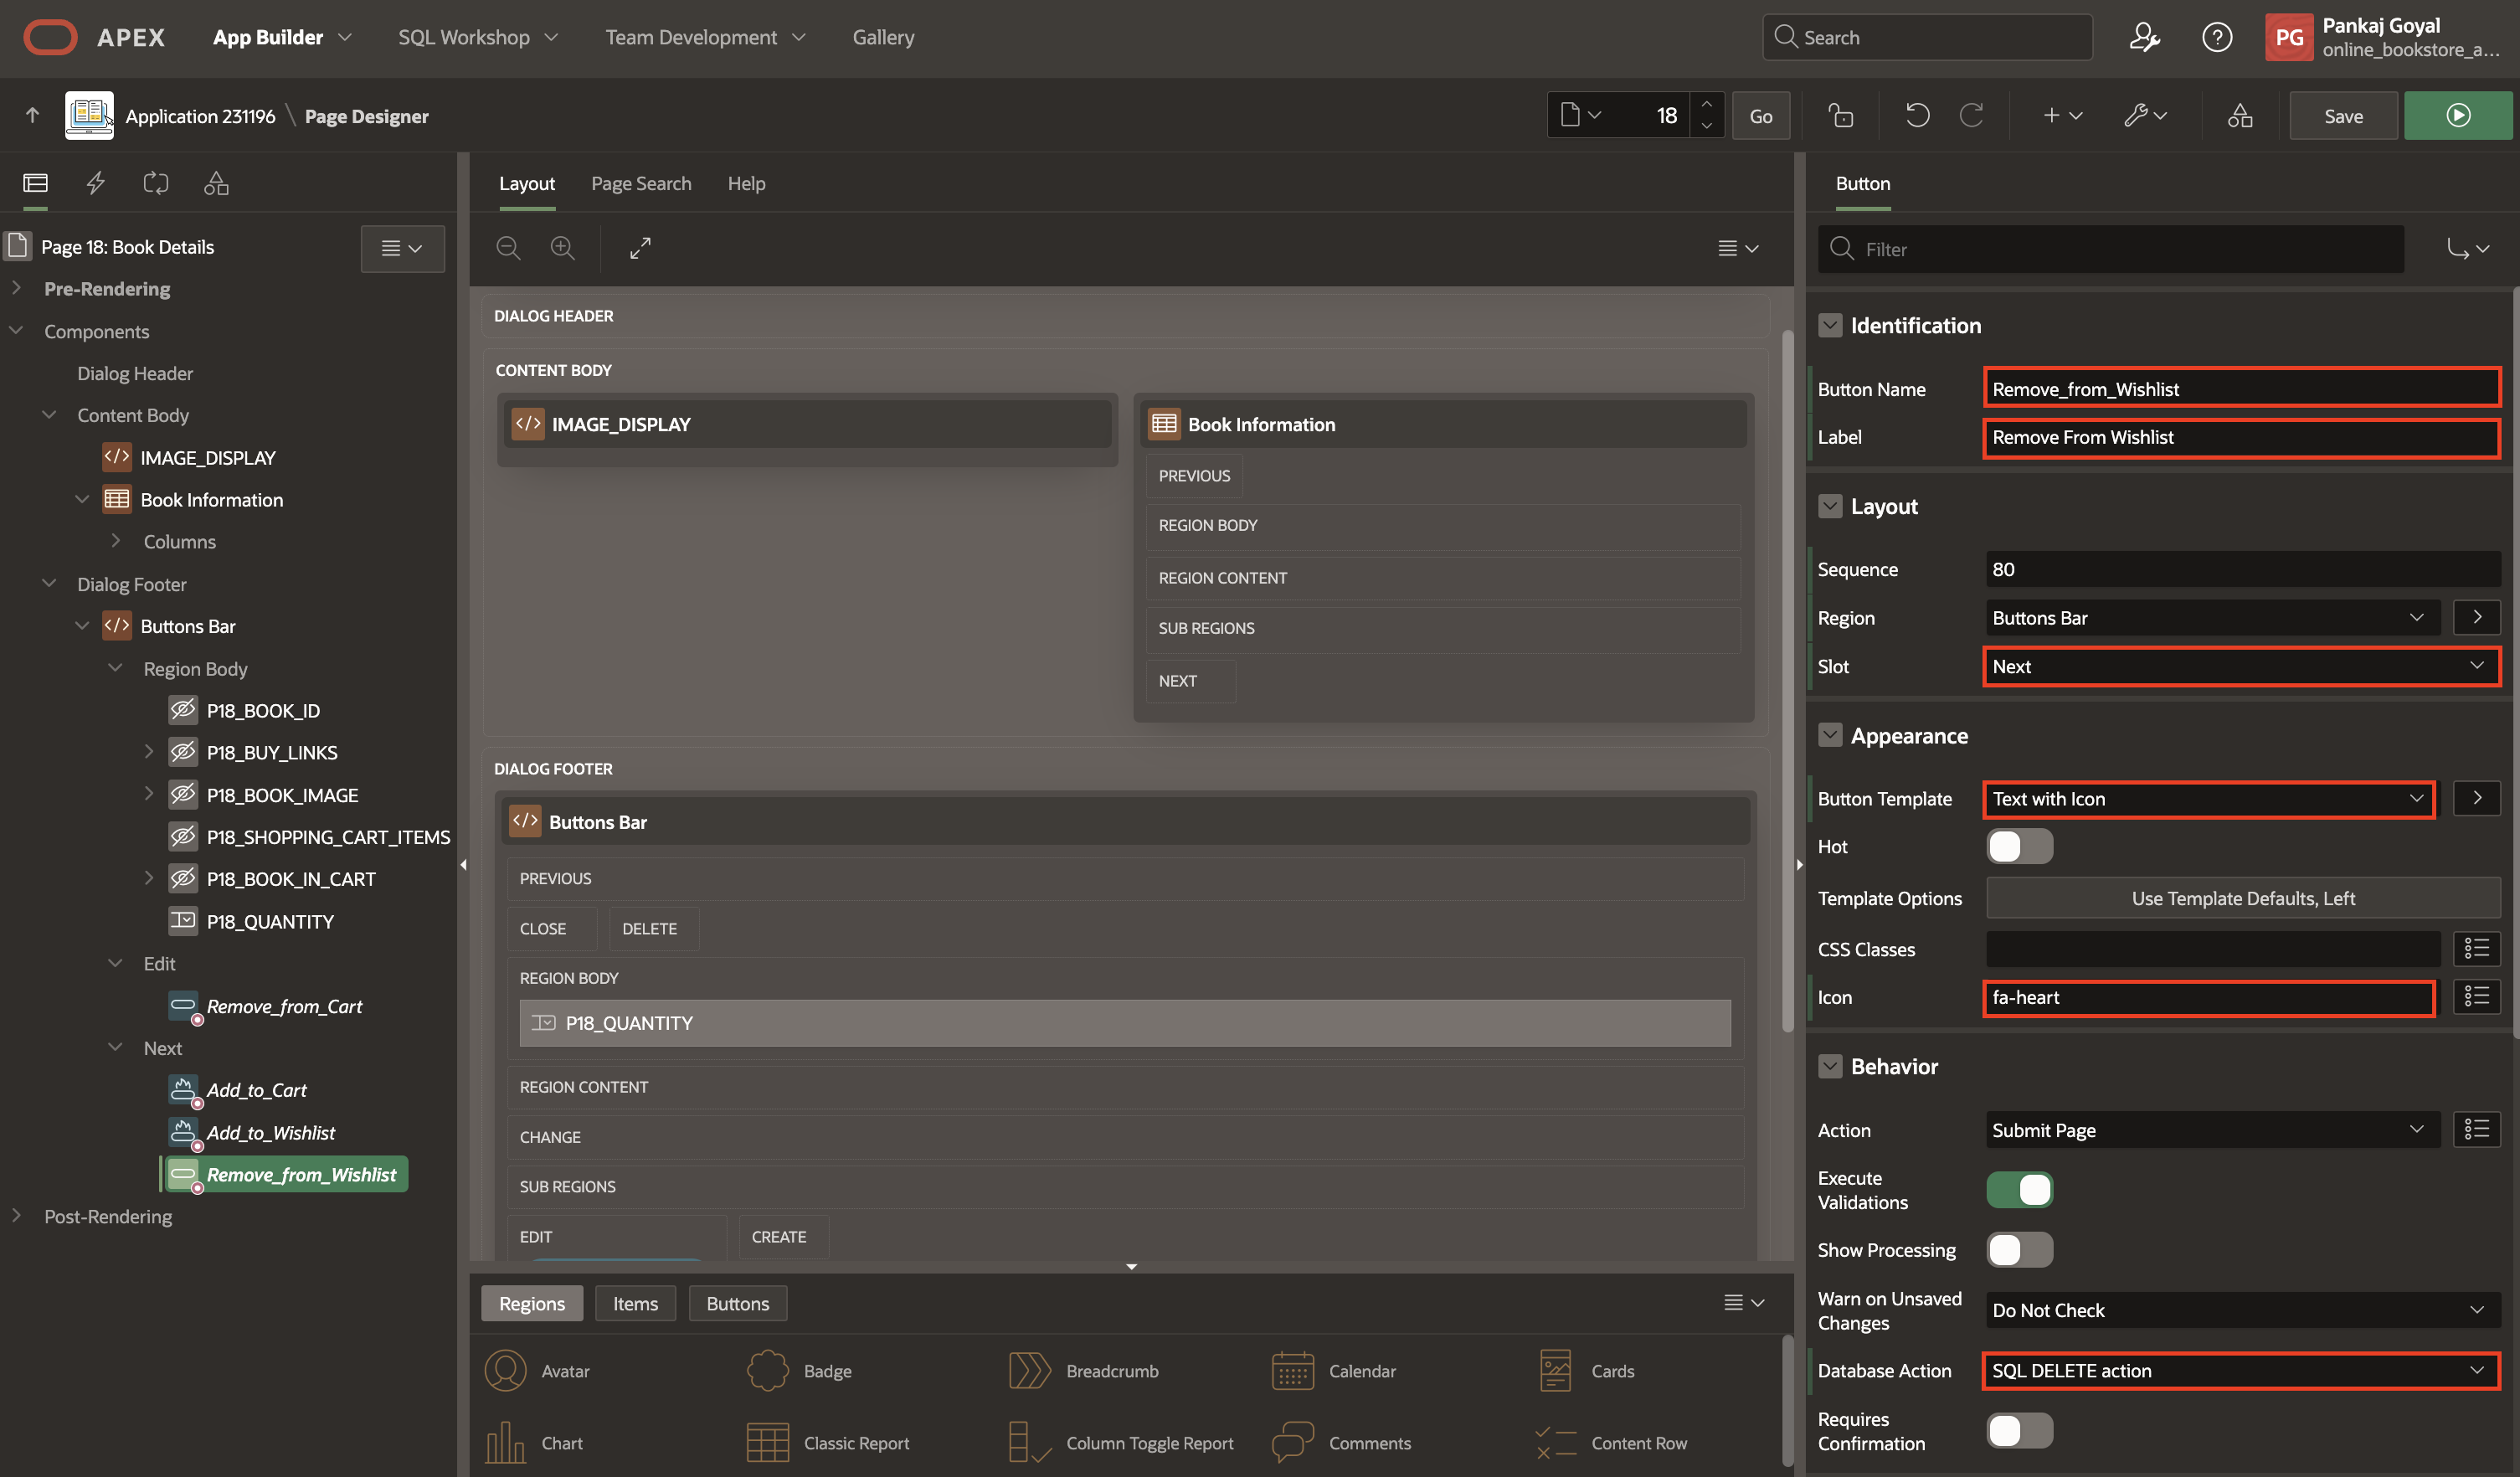 APEX
App Builder
SQL Workshop
Team Development
Gallery
Search
PG
Pankaj Goyal
online_bookstore_a...
Application 231196 \ Page Designer
18
Go
Save
Page 18: Book Details
Pre-Rendering
Components
Dialog Header
Content Body
IMAGE_DISPLAY
Book Information
Columns
Dialog Footer
Buttons Bar
Region Body
P18_BOOK_ID
P18_BUY_LINKS
P18_BOOK_IMAGE
P18_SHOPPING_CART_ITEMS
P18_BOOK_IN_CART
P18_QUANTITY
Edit
Remove_from_Cart
Next
Add_to_Cart
Add_to_Wishlist
Remove_from_Wishlist
Post-Rendering
Layout
Page Search
Help
DIALOG HEADER
CONTENT BODY
IMAGE_DISPLAY
Book Information
PREVIOUS
REGION BODY
REGION CONTENT
SUB REGIONS
NEXT
DIALOG FOOTER
Buttons Bar
PREVIOUS
CLOSE
DELETE
REGION BODY
P18_QUANTITY
REGION CONTENT
CHANGE
SUB REGIONS
EDIT
CREATE
Regions
Items
Buttons
Avatar
Badge
Breadcrumb
Calendar
Cards
Chart
Classic Report
Column Toggle Report
Comments
Content Row
Button
Filter
Identification
Button Name
Remove_from_Wishlist
Label
Remove From Wishlist
Layout
Sequence
80
Region
Buttons Bar
Slot
Next
Appearance
Button Template
Text with Icon
Hot
Template Options
Use Template Defaults, Left
CSS Classes
Icon
fa-heart
Behavior
Action
Submit Page
Execute
Validations
Show Processing
Warn on Unsaved
Changes
Do Not Check
Database Action
SQL DELETE action
Requires
Confirmation